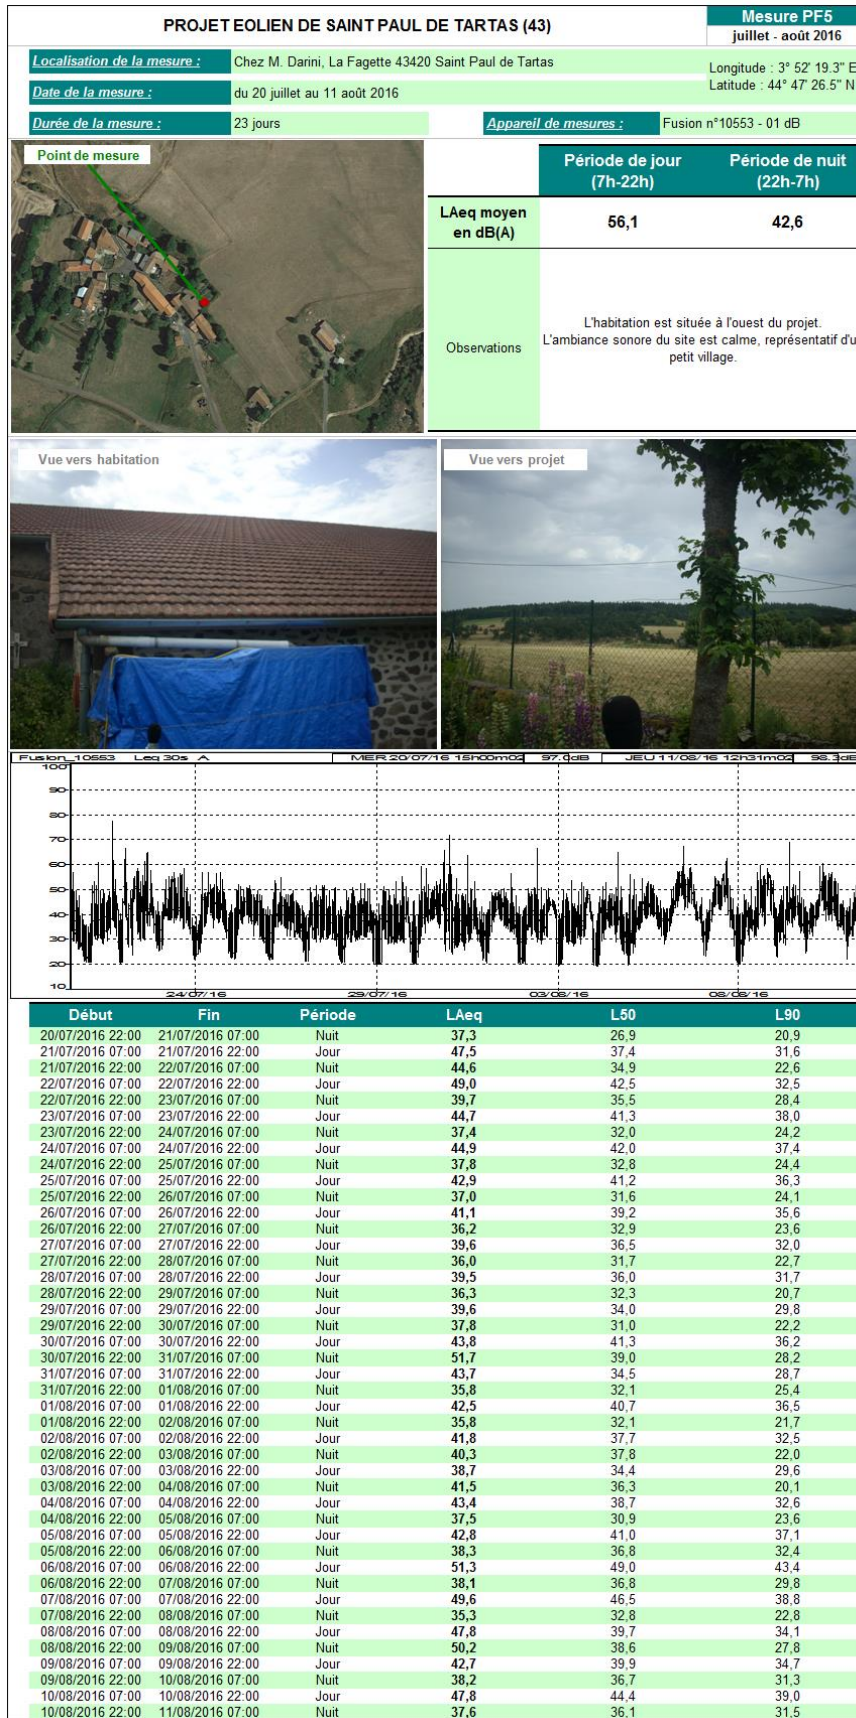 PROJET EOLIEN DE SAINT PAUL DE TARTAS (43)
Mesure PF5
juillet - août 2016
Localisation de la mesure :
Chez M. Darini, La Fagette 43420 Saint Paul de Tartas
Longitude : 3° 52' 19.3" E
Latitude : 44° 47' 26.5" N
Date de la mesure :
du 20 juillet au 11 août 2016
Durée de la mesure :
23 jours
Appareil de mesures :
Fusion n°10553 - 01 dB
Point de mesure
Période de jour
(7h-22h)
Période de nuit
(22h-7h)
LAeq moyen
en dB(A)
56,1
42,6
Observations
L'habitation est située à l'ouest du projet.
L'ambiance sonore du site est calme, représentatif d'u
petit village.
Vue vers habitation
Vue vers projet
Fusion_10553 Leq 30s A MER 20/07/16 15h00m02 97.0dB JEU 11/08/16 12h31m02 98.3dB
100
90
80
70
60
50
40
30
20
10
24/07/16 29/07/16 03/08/16 08/08/16
Début Fin Période LAeq L50 L90
20/07/2016 22:00 21/07/2016 07:00 Nuit 37,3 26,9 20,9
21/07/2016 07:00 21/07/2016 22:00 Jour 47,5 37,4 31,6
21/07/2016 22:00 22/07/2016 07:00 Nuit 44,6 34,9 22,6
22/07/2016 07:00 22/07/2016 22:00 Jour 49,0 42,5 32,5
22/07/2016 22:00 23/07/2016 07:00 Nuit 39,7 35,5 28,4
23/07/2016 07:00 23/07/2016 22:00 Jour 44,7 41,3 38,0
23/07/2016 22:00 24/07/2016 07:00 Nuit 37,4 32,0 24,2
24/07/2016 07:00 24/07/2016 22:00 Jour 44,9 42,0 37,4
24/07/2016 22:00 25/07/2016 07:00 Nuit 37,8 32,8 24,4
25/07/2016 07:00 25/07/2016 22:00 Jour 42,9 41,2 36,3
25/07/2016 22:00 26/07/2016 07:00 Nuit 37,0 31,6 24,1
26/07/2016 07:00 26/07/2016 22:00 Jour 41,1 39,2 35,6
26/07/2016 22:00 27/07/2016 07:00 Nuit 36,2 32,9 23,6
27/07/2016 07:00 27/07/2016 22:00 Jour 39,6 36,5 32,0
27/07/2016 22:00 28/07/2016 07:00 Nuit 36,0 31,7 22,7
28/07/2016 07:00 28/07/2016 22:00 Jour 39,5 36,0 31,7
28/07/2016 22:00 29/07/2016 07:00 Nuit 36,3 32,3 20,7
29/07/2016 07:00 29/07/2016 22:00 Jour 39,6 34,0 29,8
29/07/2016 22:00 30/07/2016 07:00 Nuit 37,8 31,0 22,2
30/07/2016 07:00 30/07/2016 22:00 Jour 43,8 41,3 36,2
30/07/2016 22:00 31/07/2016 07:00 Nuit 51,7 39,0 28,2
31/07/2016 07:00 31/07/2016 22:00 Jour 43,7 34,5 28,7
31/07/2016 22:00 01/08/2016 07:00 Nuit 35,8 32,1 25,4
01/08/2016 07:00 01/08/2016 22:00 Jour 42,5 40,7 36,5
01/08/2016 22:00 02/08/2016 07:00 Nuit 35,8 32,1 21,7
02/08/2016 07:00 02/08/2016 22:00 Jour 41,8 37,7 32,5
02/08/2016 22:00 03/08/2016 07:00 Nuit 40,3 37,8 22,0
03/08/2016 07:00 03/08/2016 22:00 Jour 38,7 34,4 29,6
03/08/2016 22:00 04/08/2016 07:00 Nuit 41,5 36,3 20,1
04/08/2016 07:00 04/08/2016 22:00 Jour 43,4 38,7 32,6
04/08/2016 22:00 05/08/2016 07:00 Nuit 37,5 30,9 23,6
05/08/2016 07:00 05/08/2016 22:00 Jour 42,8 41,0 37,1
05/08/2016 22:00 06/08/2016 07:00 Nuit 38,3 36,8 32,4
06/08/2016 07:00 06/08/2016 22:00 Jour 51,3 49,0 43,4
06/08/2016 22:00 07/08/2016 07:00 Nuit 38,1 36,8 29,8
07/08/2016 07:00 07/08/2016 22:00 Jour 49,6 46,5 38,8
07/08/2016 22:00 08/08/2016 07:00 Nuit 35,3 32,8 22,8
08/08/2016 07:00 08/08/2016 22:00 Jour 47,8 39,7 34,1
08/08/2016 22:00 09/08/2016 07:00 Nuit 50,2 38,6 27,8
09/08/2016 07:00 09/08/2016 22:00 Jour 42,7 39,9 34,7
09/08/2016 22:00 10/08/2016 07:00 Nuit 38,2 36,7 31,3
10/08/2016 07:00 10/08/2016 22:00 Jour 47,8 44,4 39,0
10/08/2016 22:00 11/08/2016 07:00 Nuit 37,6 36,1 31,5